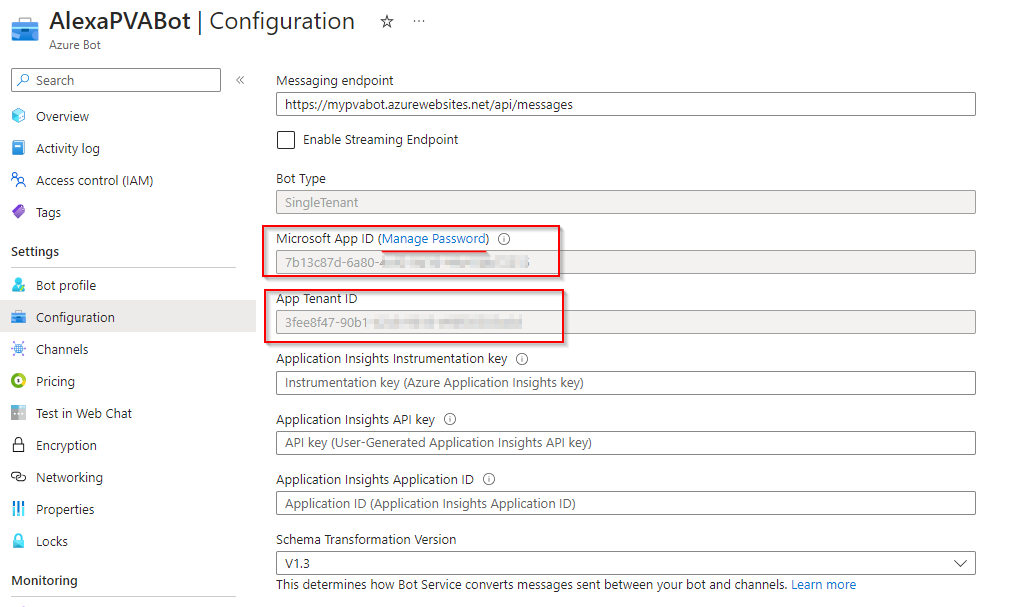 AlexaPVABot | Configuration
Azure Bot
Search
Overview
Activity log
Access control (IAM)
Tags
Settings
Bot profile
Configuration
Channels
Pricing
Test in Web Chat
Encryption
Networking
Properties
Locks
Monitoring
Messaging endpoint
https://mypvabot.azurewebsites.net/api/messages
Enable Streaming Endpoint
Bot Type
SingleTenant
Microsoft App ID (Manage Password)
7b13c87d-6a80-
App Tenant ID
3fee8f47-90b1-
Application Insights Instrumentation key
Instrumentation key (Azure Application Insights key)
Application Insights API key
API key (User-Generated Application Insights API key)
Application Insights Application ID
Application ID (Application Insights Application ID)
Schema Transformation Version
V1.3
This determines how Bot Service converts messages sent between your bot and channels. Learn more